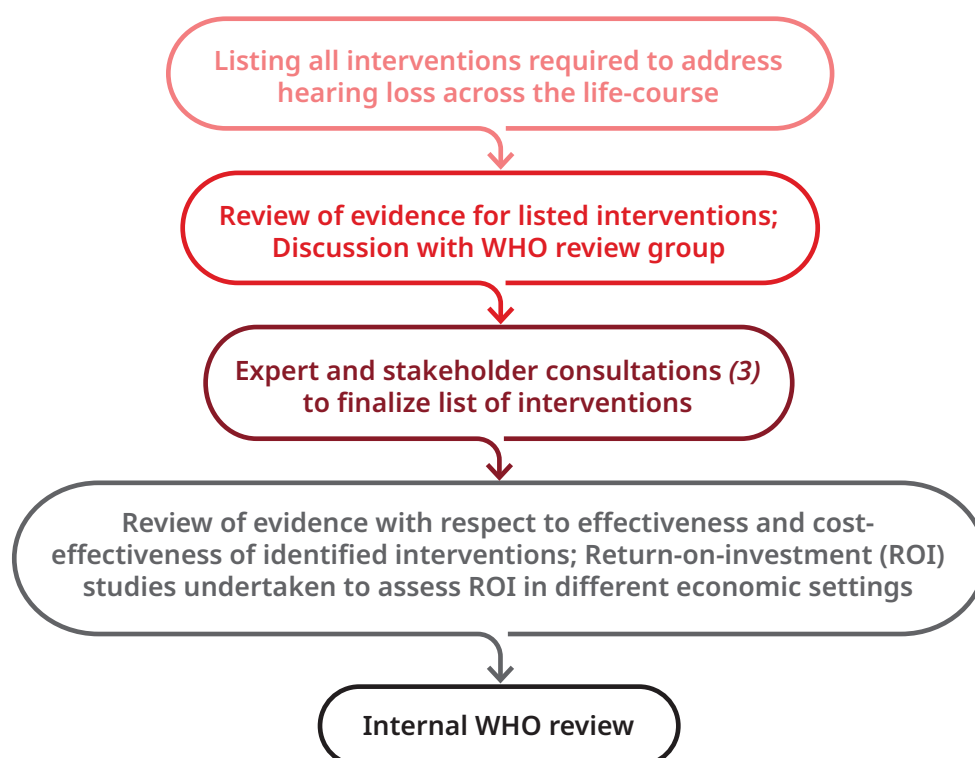 Listing all interventions required to address
hearing loss across the life-course
Review of evidence for listed interventions;
Discussion with WHO review group
Expert and stakeholder consultations (3)
to finalize list of interventions
Review of evidence with respect to effectiveness and cost-
effectiveness of identified interventions; Return-on-investment (ROI)
studies undertaken to assess ROI in different economic settings
Internal WHO review